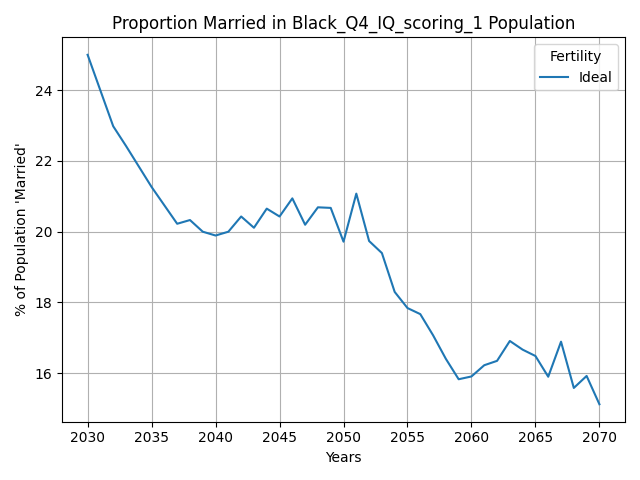 Proportion Married in Black_Q4_IQ_scoring_1 Population
Fertility
Ideal
% of Population 'Married'
24
22
20
18
16
2030 2035 2040 2045 2050 2055 2060 2065 2070
Years